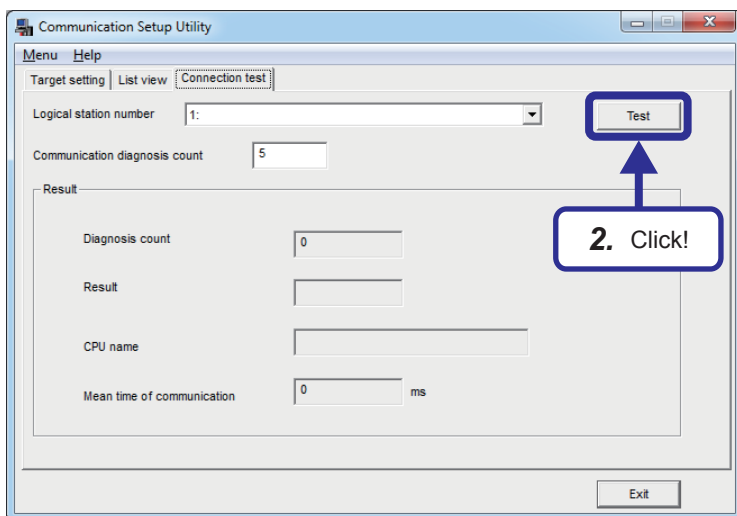 Communication Setup Utility
Menu Help
Target setting List view Connection test
Logical station number 1: Test
Communication diagnosis count 5
Result
2. Click!
Diagnosis count 0
Result
CPU name
Mean time of communication 0 ms
Exit